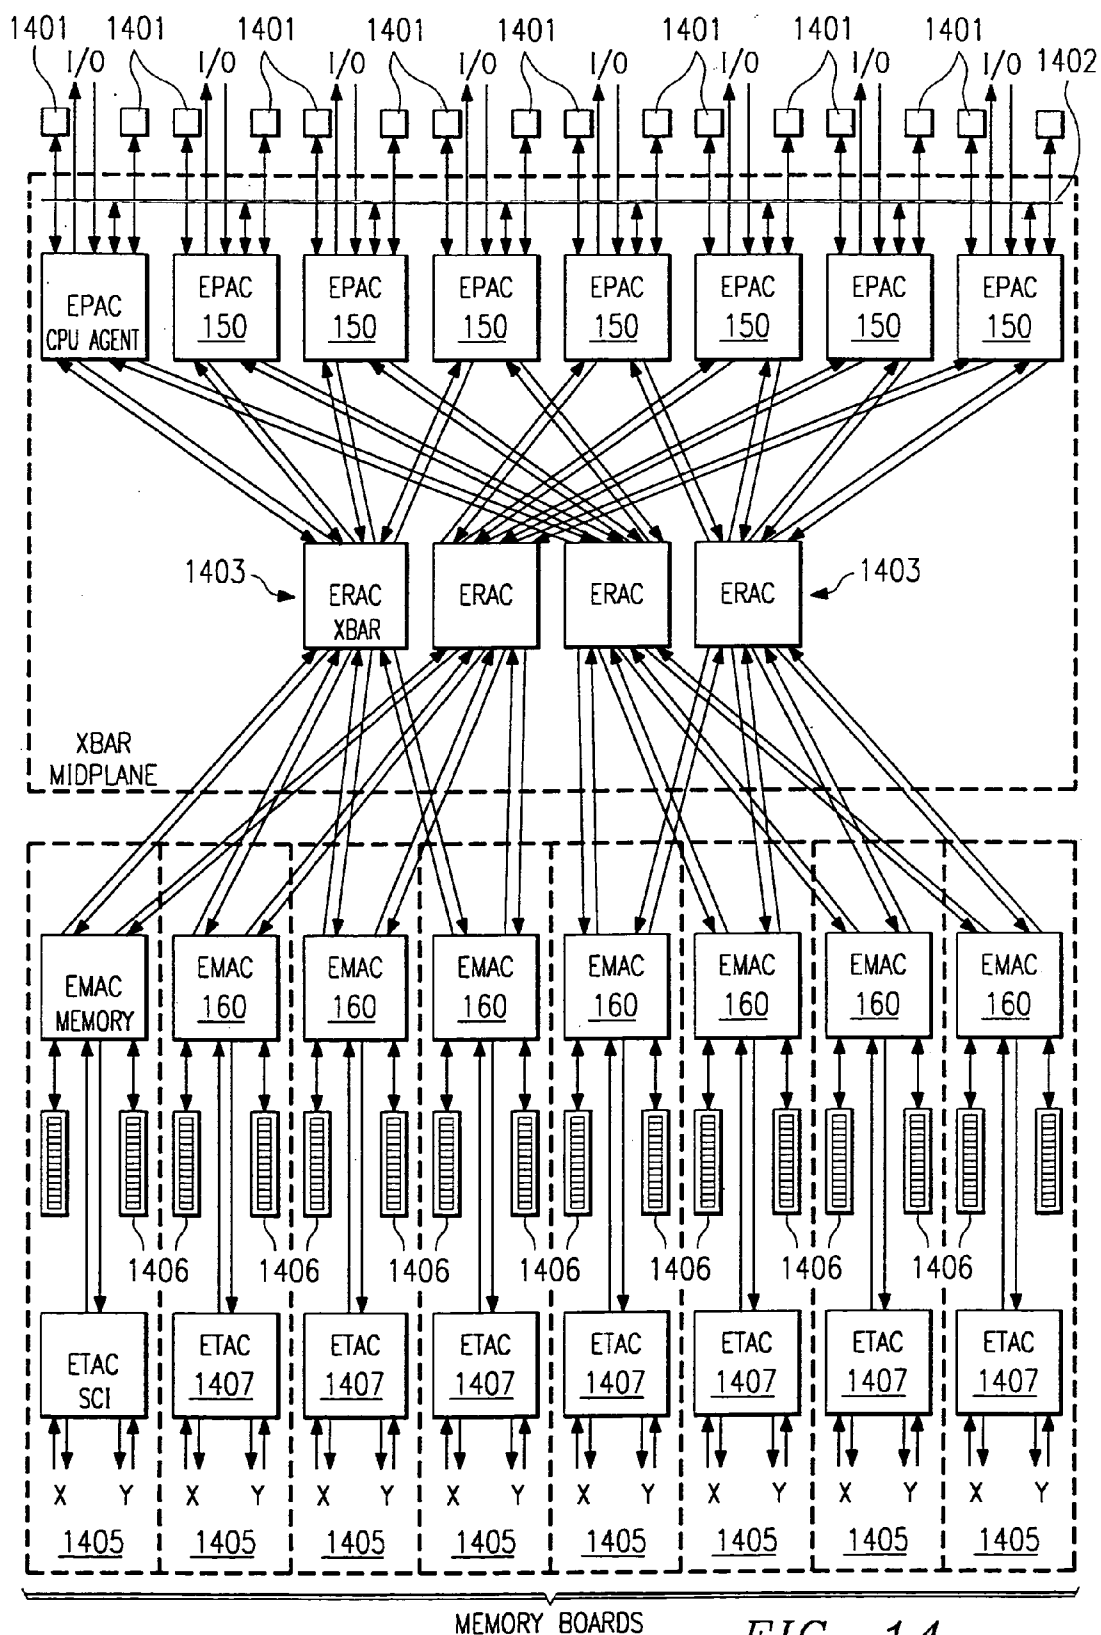 1401 1401 1401 1401 1401 1401 1401 1401
I/O I/O I/O I/O I/O I/O I/O I/O 1402
EPAC CPU AGENT
EPAC 150
EPAC 150
EPAC 150
EPAC 150
EPAC 150
EPAC 150
EPAC 150
1403
ERAC XBAR
ERAC
ERAC
ERAC
1403
XBAR
MIDPLANE
EMAC MEMORY
EMAC 160
EMAC 160
EMAC 160
EMAC 160
EMAC 160
EMAC 160
EMAC 160
1406 1406 1406 1406 1406 1406 1406
ETAC SCI
ETAC 1407
ETAC 1407
ETAC 1407
ETAC 1407
ETAC 1407
ETAC 1407
ETAC 1407
X Y X Y X Y X Y X Y X Y X Y X Y
1405 1405 1405 1405 1405 1405 1405 1405
MEMORY BOARDS
FIG. 14